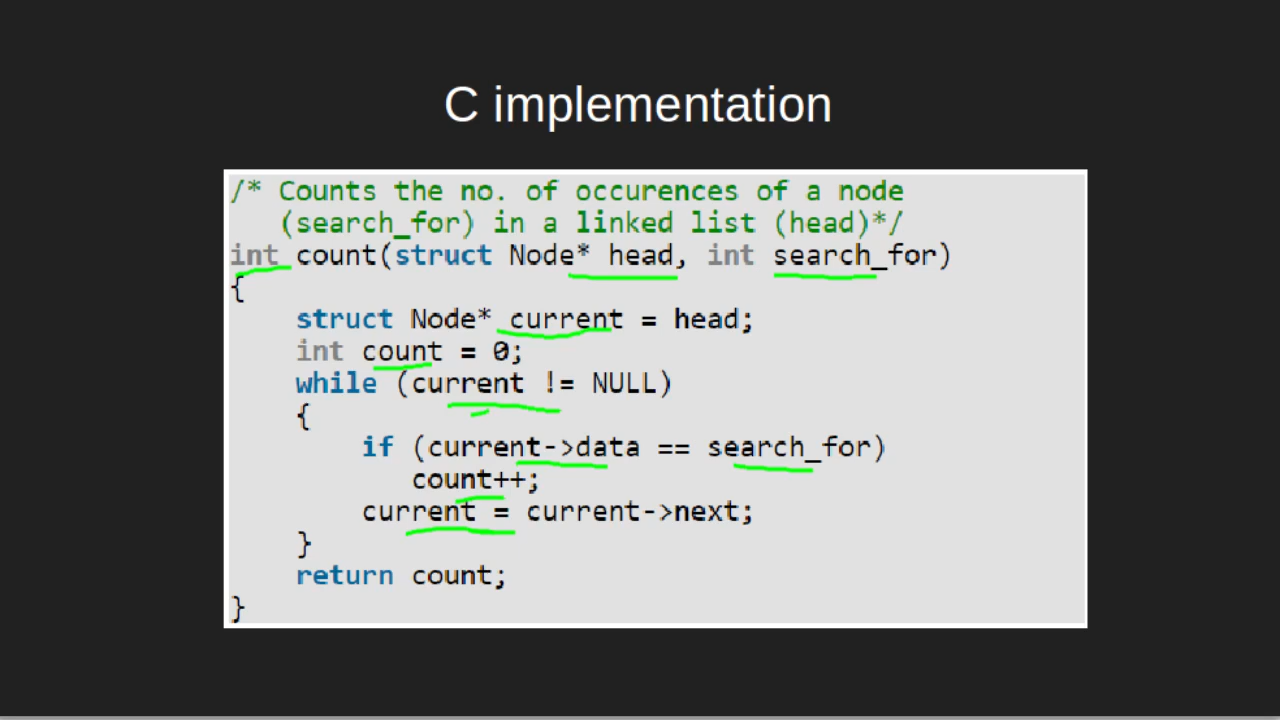 C implementation
/* Counts the no. of occurences of a node
(search_for) in a linked list (head)*/
int count(struct Node* head, int search_for)
{
struct Node* current = head;
int count = 0;
while (current != NULL)
{
if (current->data == search_for)
count++;
current = current->next;
}
return count;
}